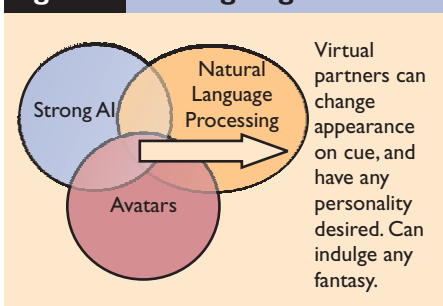 Strong AI
Natural
Language
Processing
Avatars
Virtual
partners can
change
appearance
on cue, and
have any
personality
desired. Can
indulge any
fantasy.